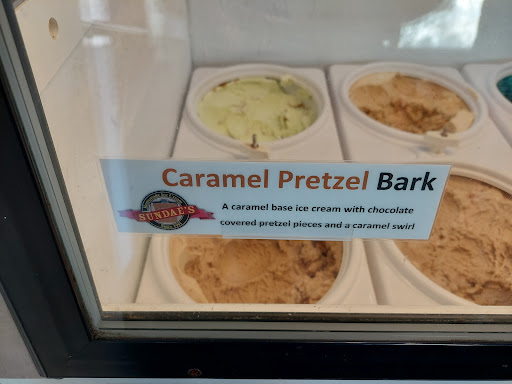 Caramel Pretzel Bark
SUNDAE'S
A caramel base ice cream with chocolate
covered pretzel pieces and a caramel swirl